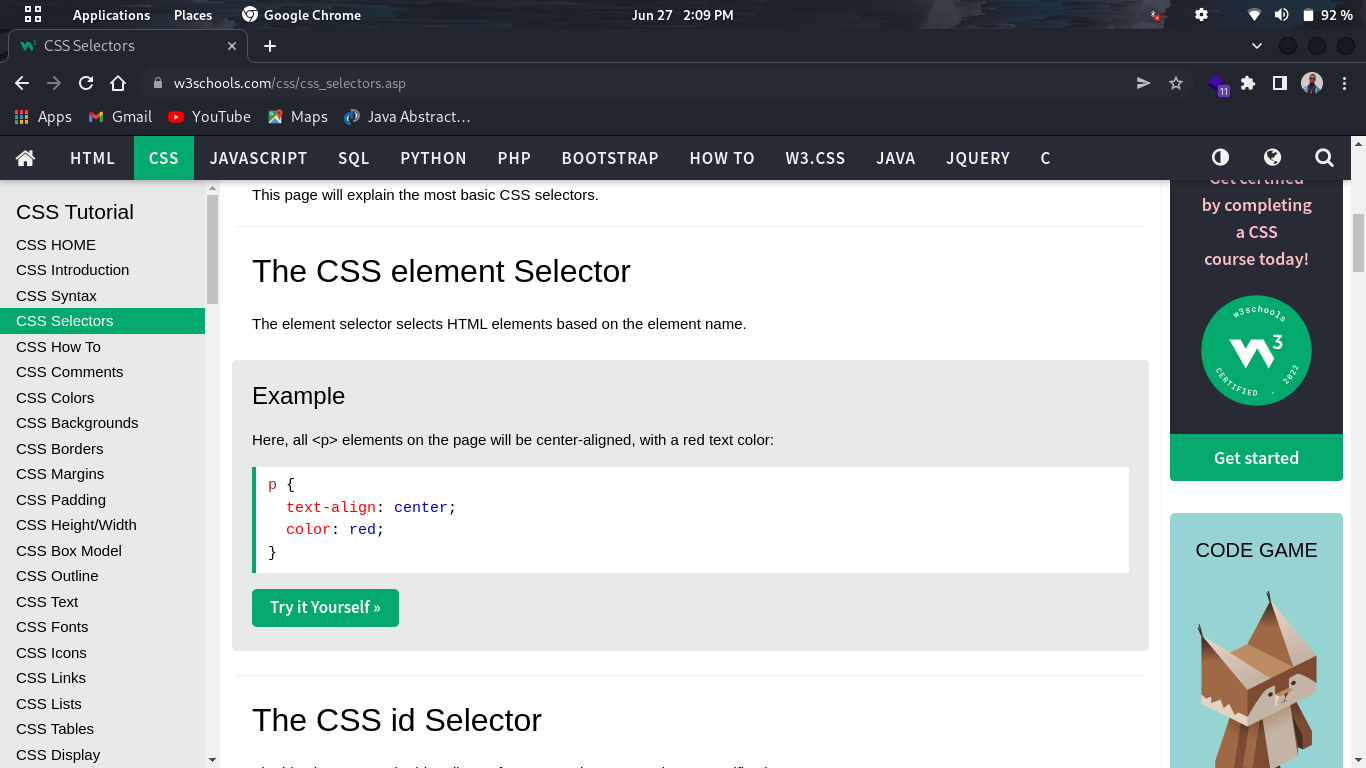 Applications Places Google Chrome Jun 27 2:09 PM 92 %
CSS Selectors
w3schools.com/css/css_selectors.asp
11
Apps Gmail YouTube Maps Java Abstract…
HTML CSS JAVASCRIPT SQL PYTHON PHP BOOTSTRAP HOW TO W3.CSS JAVA JQUERY C
CSS Tutorial
CSS HOME
CSS Introduction
CSS Syntax
CSS Selectors
CSS How To
CSS Comments
CSS Colors
CSS Backgrounds
CSS Borders
CSS Margins
CSS Padding
CSS Height/Width
CSS Box Model
CSS Outline
CSS Text
CSS Fonts
CSS Icons
CSS Links
CSS Lists
CSS Tables
CSS Display
This page will explain the most basic CSS selectors.
The CSS element Selector
The element selector selects HTML elements based on the element name.
Example
Here, all <p> elements on the page will be center-aligned, with a red text color:
p {
text-align: center;
color: red;
}
Try it Yourself »
The CSS id Selector
Get certified
by completing
a CSS
course today!
w3schools
W3
CERTIFIED . 2022
Get started
CODE GAME